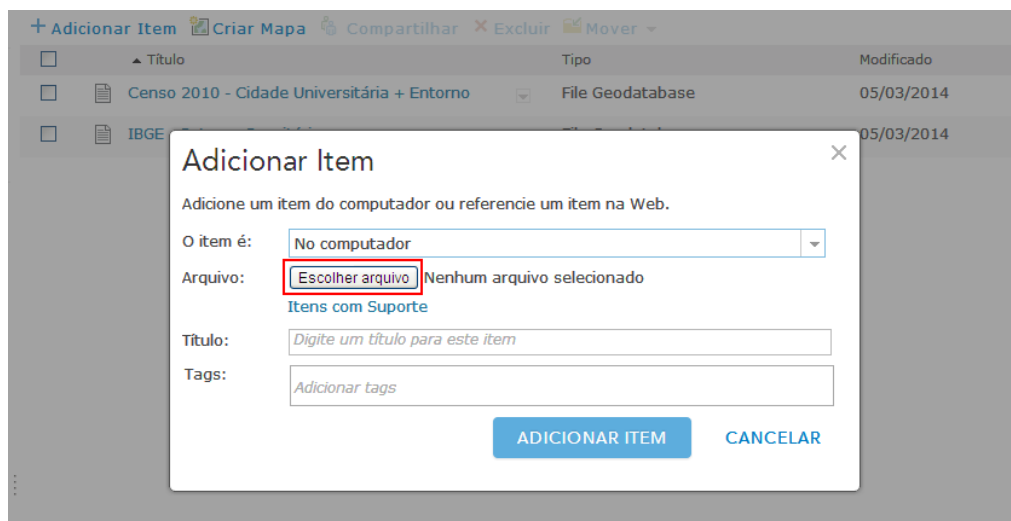 + Adicionar Item Criar Mapa Compartilhar × Excluir Mover
Título Tipo Modificado
Censo 2010 - Cidade Universitária + Entorno File Geodatabase 05/03/2014
IBGE 05/03/2014
Adicionar Item
Adicione um item do computador ou referencie um item na Web.
O item é: No computador
Arquivo: Escolher arquivo Nenhum arquivo selecionado
Itens com Suporte
Título: Digite um título para este item
Tags: Adicionar tags
ADICIONAR ITEM CANCELAR